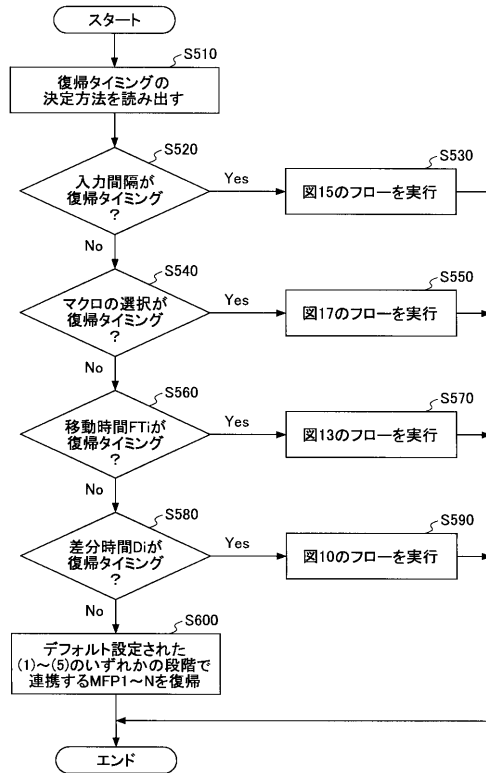 スタート
S510
復帰タイミングの
決定方法を読み出す
S520
入力間隔が
復帰タイミング
?
Yes
S530
図15のフローを実行
No
S540
マクロの選択が
復帰タイミング
?
Yes
S550
図17のフローを実行
No
S560
移動時間FTiが
復帰タイミング
?
Yes
S570
図13のフローを実行
No
S580
差分時間Diが
復帰タイミング
?
Yes
S590
図10のフローを実行
No
S600
デフォルト設定された
(1)~(5)のいずれかの段階で
連携するMFP1~Nを復帰
エンド